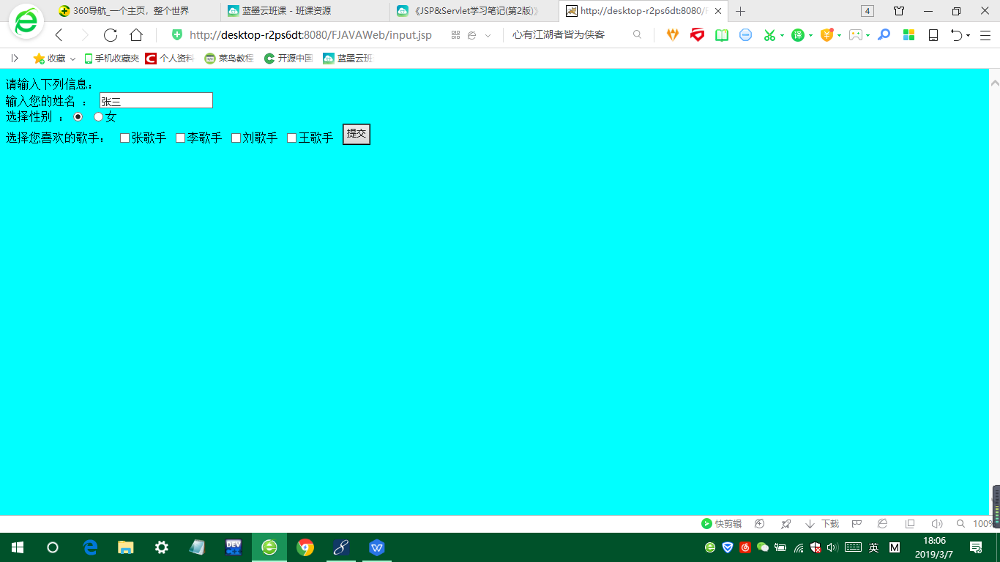 360导航_一个主页，整个世界
蓝墨云班课 - 班课资源
《JSP&Servlet学习笔记(第2版)》
http://desktop-r2ps6dt:8080/F
4
http://desktop-r2ps6dt:8080/FJAVAWeb/input.jsp
心有江湖者皆为侠客
译
收藏
手机收藏夹
个人资料
菜鸟教程
开源中国
蓝墨云班
请输入下列信息：
输入您的姓名 ： 张三
选择性别 ： 女
选择您喜欢的歌手： 张歌手 李歌手 刘歌手 王歌手 提交
快剪辑
下载
100%
DEV
英
M
18:06
2019/3/7